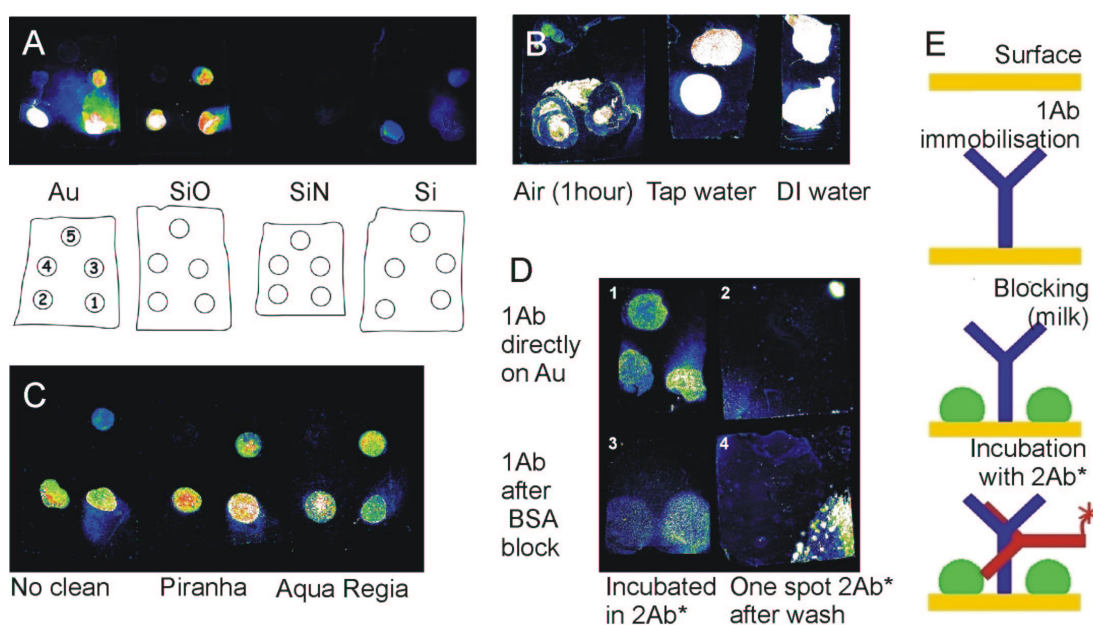 A
Au
SiO
SiN
Si
5
4
3
2
1
B
Air (1hour)
Tap water
DI water
C
No clean
Piranha
Aqua Regia
D
1Ab
directly
on Au
1Ab
after
BSA
block
1
2
3
4
Incubated
in 2Ab*
One spot 2Ab*
after wash
E
Surface
1Ab
immobilisation
Blocking
(milk)
Incubation
with 2Ab*